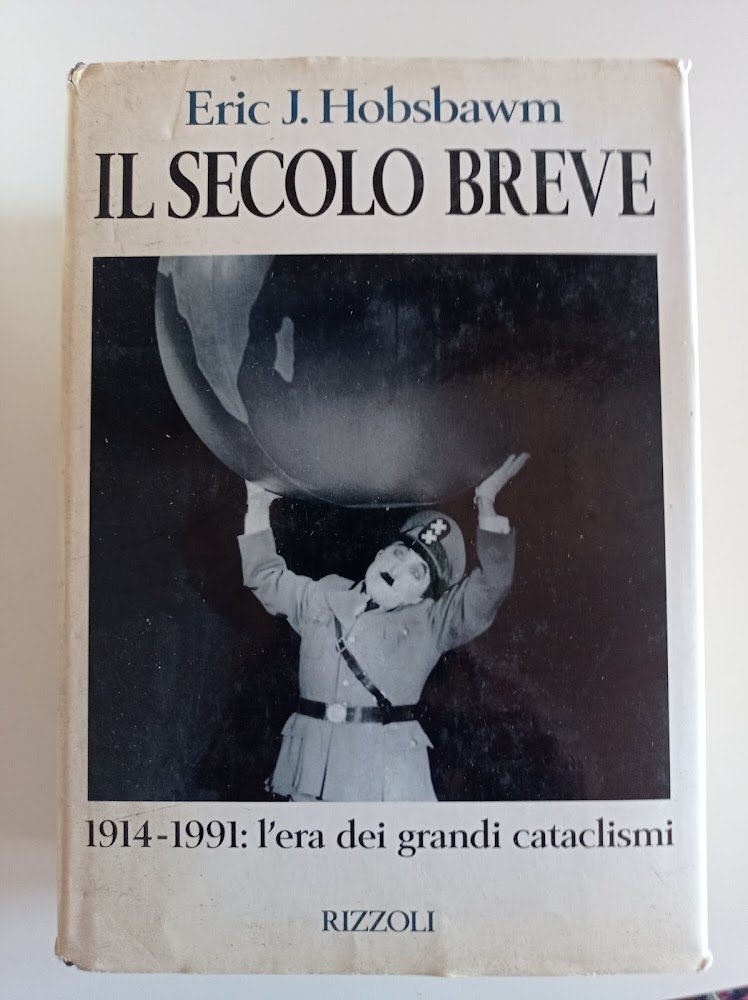 Eric J. Hobsbawm
IL SECOLO BREVE
1914-1991: l'era dei grandi cataclismi
RIZZOLI